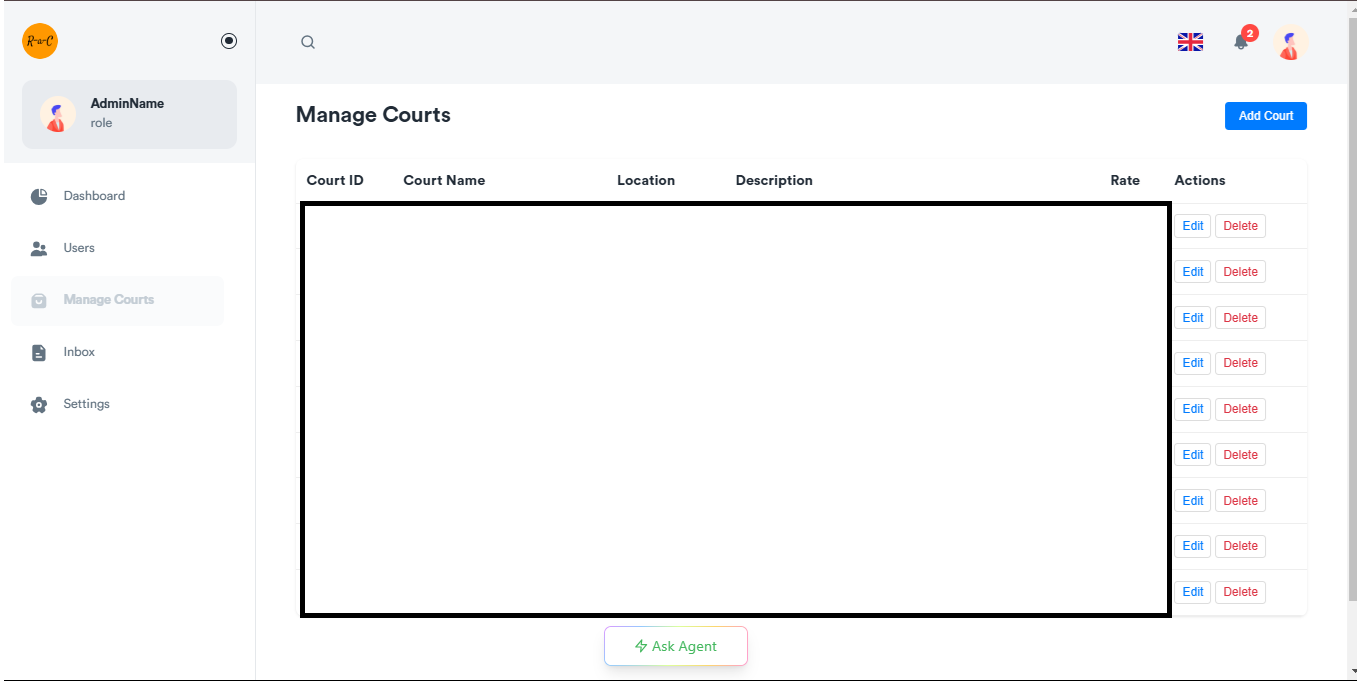 R-a-C
2
AdminName
role
Manage Courts
Add Court
Court ID Court Name Location Description Rate Actions
Dashboard
Users
Manage Courts
Inbox
Settings
Edit Delete
Edit Delete
Edit Delete
Edit Delete
Edit Delete
Edit Delete
Edit Delete
Edit Delete
Edit Delete
Ask Agent